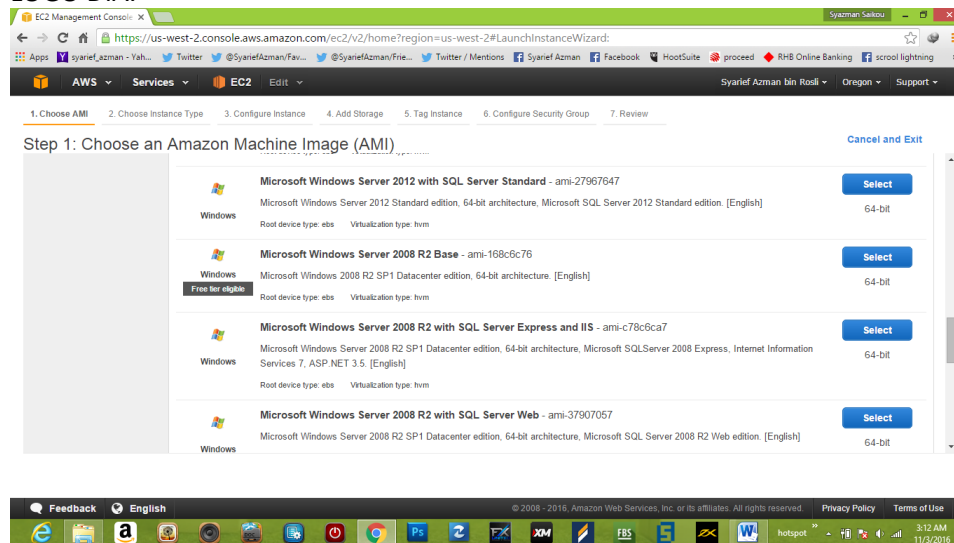 EC2 Management Console
Syazman Saikou
https://us-west-2.console.aws.amazon.com/ec2/v2/home?region=us-west-2#LaunchInstanceWizard:
Apps syarief_azman - Yah... Twitter @SyariefAzman/Fav... @SyariefAzman/Frie... Twitter / Mentions Syarief Azman Facebook HootSuite proceed RHB Online Banking scrool lightning
AWS Services EC2 Edit Syarief Azman bin Rosli Oregon Support
1. Choose AMI 2. Choose Instance Type 3. Configure Instance 4. Add Storage 5. Tag Instance 6. Configure Security Group 7. Review
Step 1: Choose an Amazon Machine Image (AMI) Cancel and Exit
Microsoft Windows Server 2012 with SQL Server Standard - ami-27967647 Select
Windows Microsoft Windows Server 2012 Standard edition, 64-bit architecture, Microsoft SQL Server 2012 Standard edition. [English] 64-bit
Root device type: ebs Virtualization type: hvm
Microsoft Windows Server 2008 R2 Base - ami-168c6c76 Select
Windows Microsoft Windows 2008 R2 SP1 Datacenter edition, 64-bit architecture. [English] 64-bit
Free tier eligible
Root device type: ebs Virtualization type: hvm
Microsoft Windows Server 2008 R2 with SQL Server Express and IIS - ami-c78c6ca7 Select
Windows Microsoft Windows Server 2008 R2 SP1 Datacenter edition, 64-bit architecture, Microsoft SQLServer 2008 Express, Internet Information 64-bit
Services 7, ASP.NET 3.5. [English]
Root device type: ebs Virtualization type: hvm
Microsoft Windows Server 2008 R2 with SQL Server Web - ami-37907057 Select
Microsoft Windows Server 2008 R2 SP1 Datacenter edition, 64-bit architecture, Microsoft SQL Server 2008 R2 Web edition. [English] 64-bit
Windows
Feedback English © 2008 - 2016, Amazon Web Services, Inc. or its affiliates. All rights reserved. Privacy Policy Terms of Use
a Ps 2 FX XM FBS 5 ZX W hotspot 3:12 AM
11/3/2016